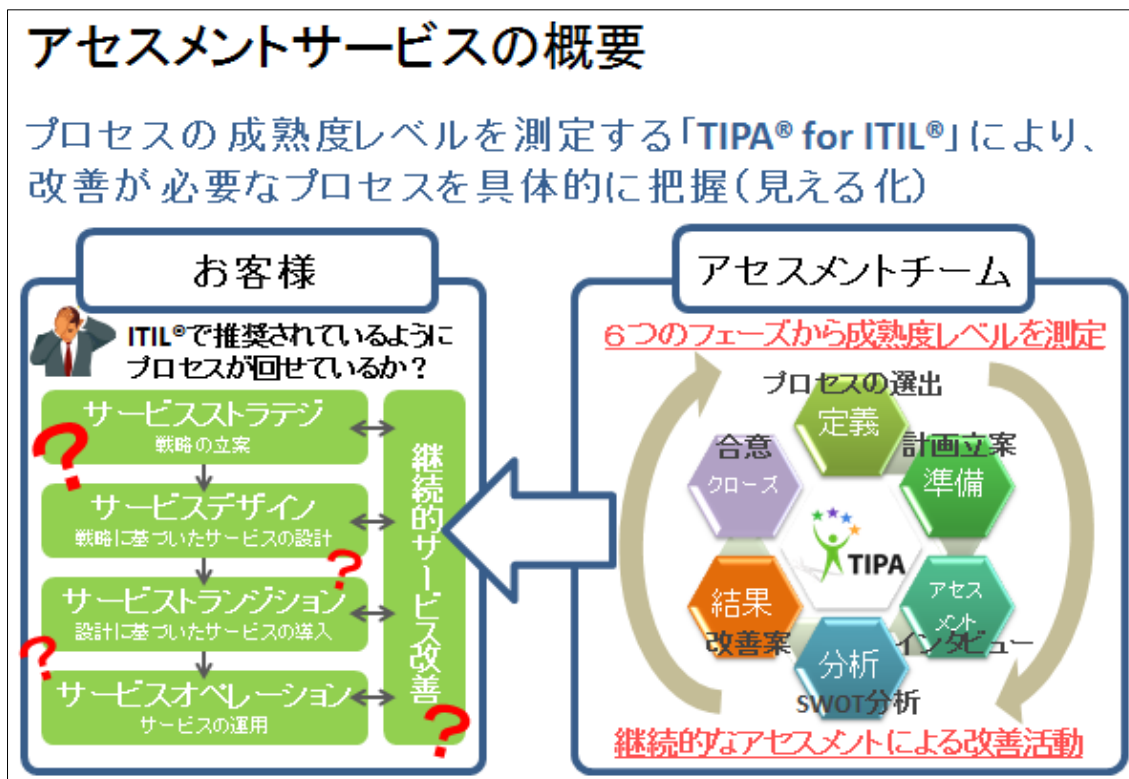 アセスメントサービスの概要
プロセスの成熟度レベルを測定する「TIPA® for ITIL®」により、
改善が必要なプロセスを具体的に把握(見える化)
お客様
ITIL®で推奨されているように
プロセスが回せているか？
サービスストラテジ
戦略の立案
サービスデザイン
戦略に基づいたサービスの設計
サービストランジション
設計に基づいたサービスの導入
サービスオペレーション
サービスの運用
継続的サービス改善
?
?
?
?
アセスメントチーム
６つのフェーズから成熟度レベルを測定
プロセスの選出
定義
計画立案
準備
アセス
メント
インタビュー
分析
SWOT分析
結果
改善案
合意
クローズ
TIPA
継続的なアセスメントによる改善活動